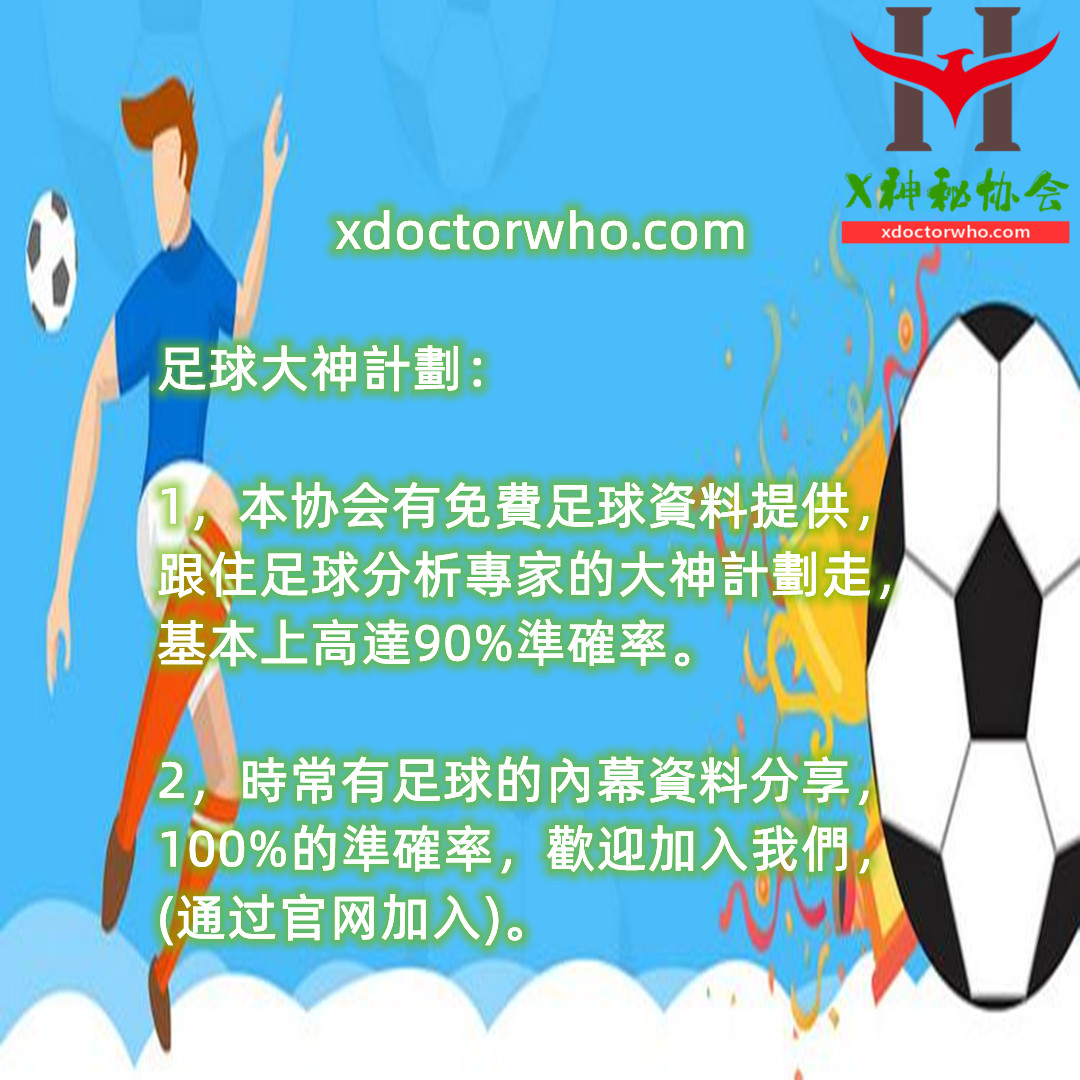 X神秘协会
xdoctorwho.com
xdoctorwho.com
足球大神計劃：
1，本协会有免費足球資料提供，
跟住足球分析專家的大神計劃走，
基本上高達90%準確率。
2，時常有足球的內幕資料分享，
100%的準確率，歡迎加入我們，
(通过官网加入)。